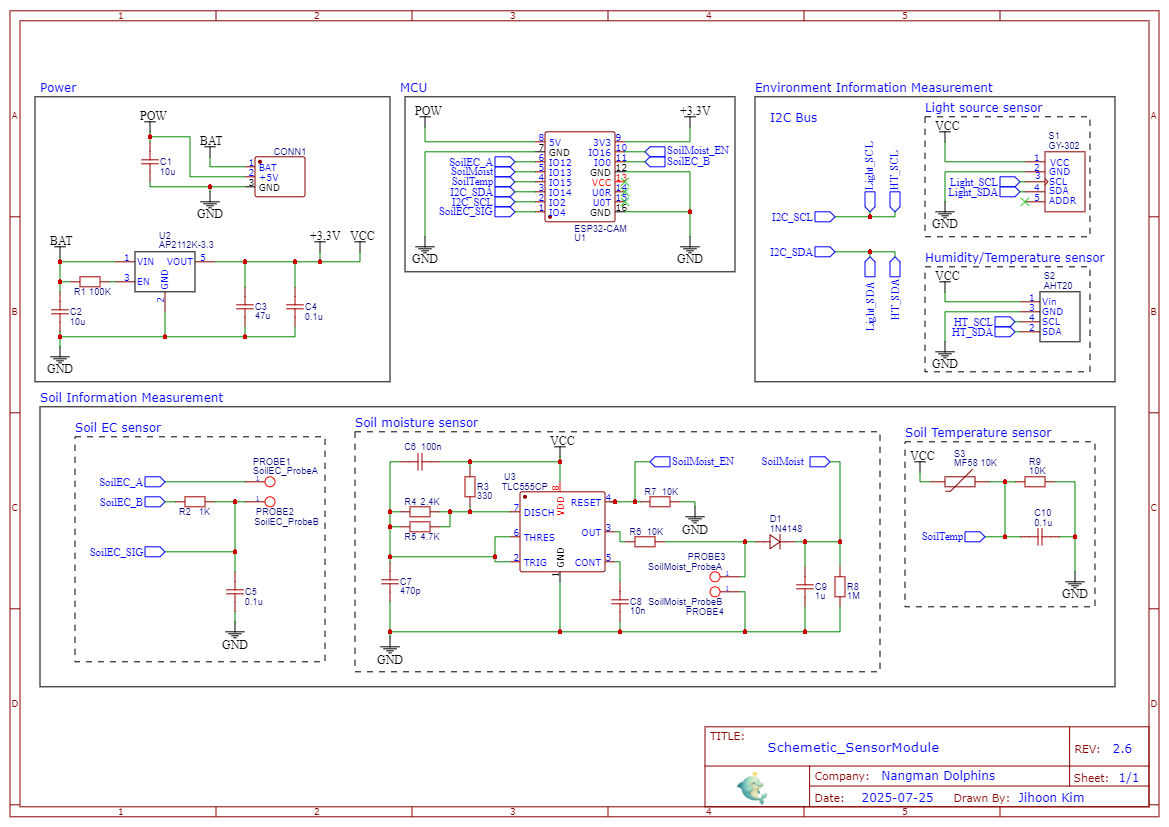 1 2 3 4 5
A
B
C
D
A
B
C
D
Power
POW
C1
10u
BAT
CONN1
1 BAT
2 +5V
3 GND
GND
BAT
U2
AP2112K-3.3
1 VIN
VOUT 5
3 EN
GND
2
R1 100K
C2
10u
+3.3V
VCC
C3
47u
C4
0.1u
GND
MCU
POW
+3.3V
8 5V
7 GND
SoilEC_A 6 IO12
SoilMoist 5 IO13
SoilTemp 4 IO15
I2C_SDA 3 IO14
I2C_SCL 2 IO2
SoilEC_SIG 1 IO4
3V3 9
IO16 10 SoilMoist_EN
IO0 11 SoilEC_B
GND 12
VCC 13
U0R 14
U0T 15
GND 16
ESP32-CAM
U1
GND
GND
Environment Information Measurement
I2C Bus
Light_SCL
HT_SCL
I2C_SCL
I2C_SDA
Light_SDA
HT_SDA
Light source sensor
VCC
S1
GY-302
1 VCC
2 GND
Light_SCL 3 SCL
Light_SDA 4 SDA
5 ADDR
GND
Humidity/Temperature sensor
VCC
S2
AHT20
1 Vin
3 GND
HT_SCL 4 SCL
HT_SDA 2 SDA
GND
Soil Information Measurement
Soil EC sensor
PROBE1
SoilEC_ProbeA
SoilEC_A
1
SoilEC_B
1
R2 1K
PROBE2
SoilEC_ProbeB
SoilEC_SIG
C5
0.1u
GND
Soil moisture sensor
C6 100n
VCC
R3
330
U3
TLC555CP
8
VDD
R4 2.4K
R5 4.7K
7 DISCH
6 THRES
2 TRIG
RESET 4
OUT 3
CONT 5
GND
1
C7
470p
C8
10n
SoilMoist_EN
R7 10K
GND
R6 10K
SoilMoist
D1
1N4148
PROBE3
SoilMoist_ProbeA
1
1
SoilMoist_ProbeB
PROBE4
C9
1u
R8
1M
GND
Soil Temperature sensor
VCC
S3
MF58 10K
R9
10K
SoilTemp
C10
0.1u
GND
TITLE:
Schemetic_SensorModule
REV: 2.6
Company: Nangman Dolphins
Sheet: 1/1
Date: 2025-07-25 Drawn By: Jihoon Kim
1 2 3 4 5